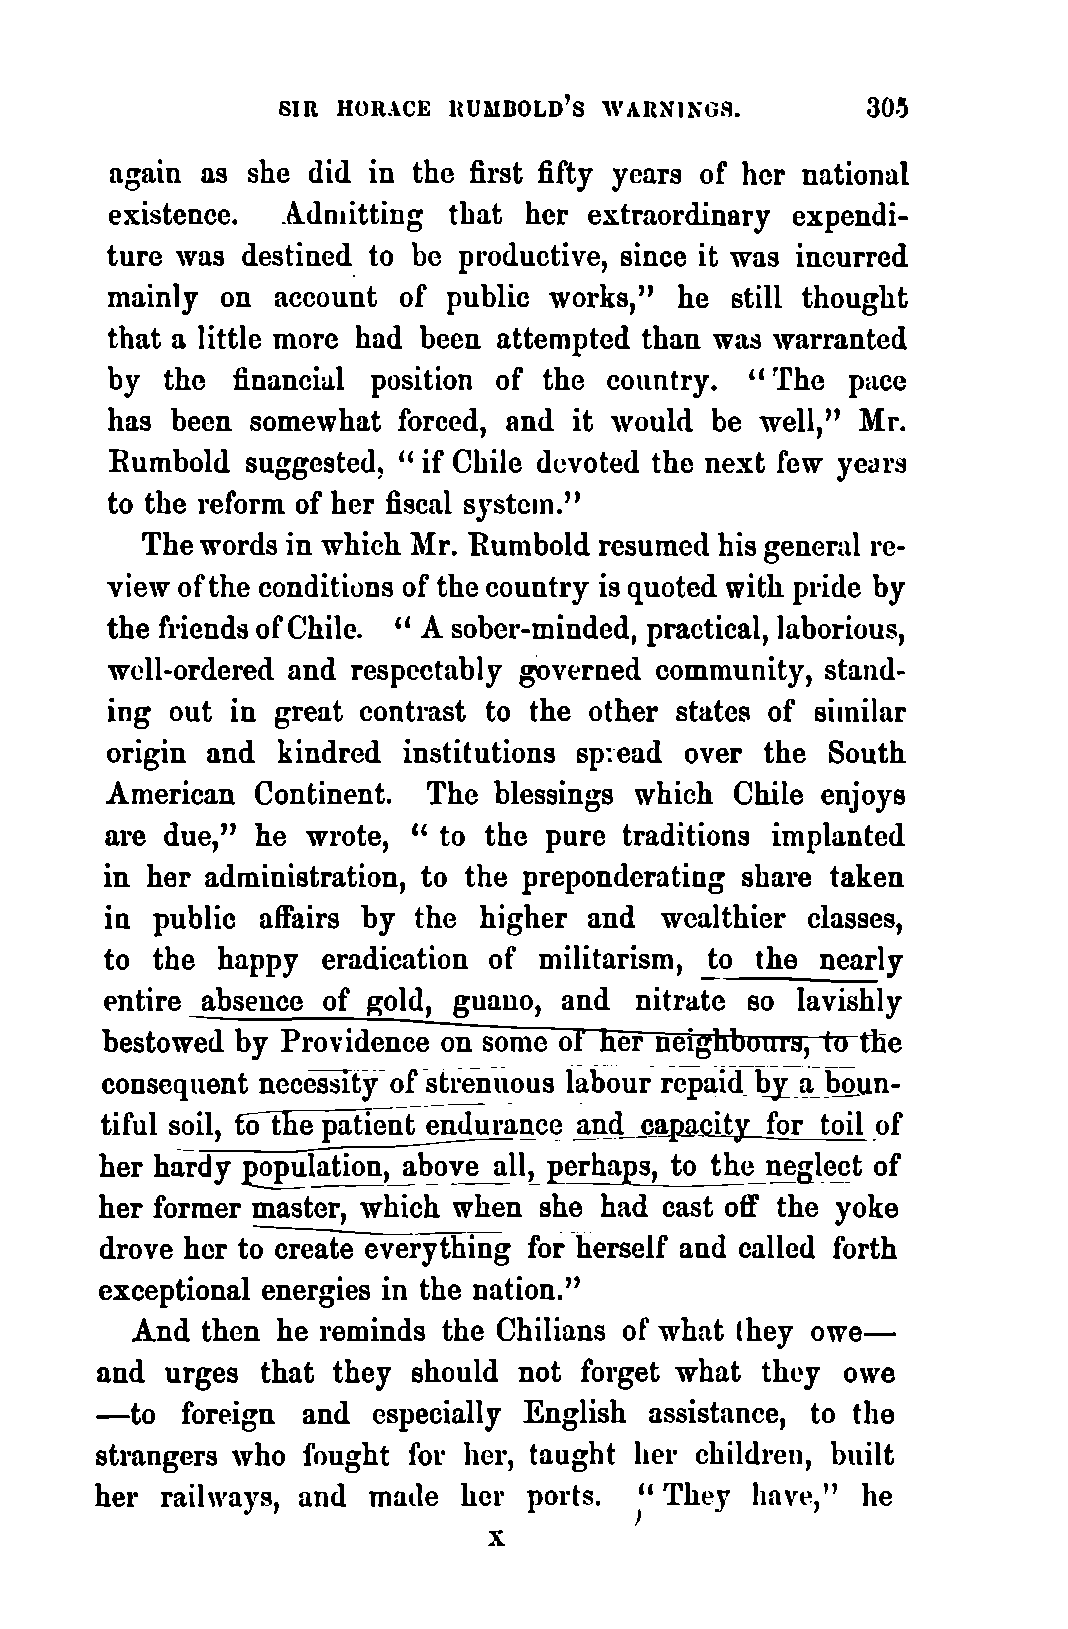 SIR HORACE RUMBOLD'S WARNINGS. 305
again as she did in the first fifty years of her national
existence. Admitting that her extraordinary expendi-
ture was destined to be productive, since it was incurred
mainly on account of public works," he still thought
that a little more had been attempted than was warranted
by the financial position of the country. "The pace
has been somewhat forced, and it would be well," Mr.
Rumbold suggested, "if Chile devoted the next few years
to the reform of her fiscal system."
The words in which Mr. Rumbold resumed his general re-
view of the conditions of the country is quoted with pride by
the friends of Chile. "A sober-minded, practical, laborious,
well-ordered and respectably governed community, stand-
ing out in great contrast to the other states of similar
origin and kindred institutions spread over the South
American Continent. The blessings which Chile enjoys
are due," he wrote, "to the pure traditions implanted
in her administration, to the preponderating share taken
in public affairs by the higher and wealthier classes,
to the happy eradication of militarism, to the nearly
entire absence of gold, guano, and nitrate so lavishly
bestowed by Providence on some of her neighbours, to the
consequent necessity of strenuous labour repaid by a boun-
tiful soil, to the patient endurance and capacity for toil of
her hardy population, above all, perhaps, to the neglect of
her former master, which when she had cast off the yoke
drove her to create everything for herself and called forth
exceptional energies in the nation."
And then he reminds the Chilians of what they owe—
and urges that they should not forget what they owe
—to foreign and especially English assistance, to the
strangers who fought for her, taught her children, built
her railways, and made her ports. "They have," he
X